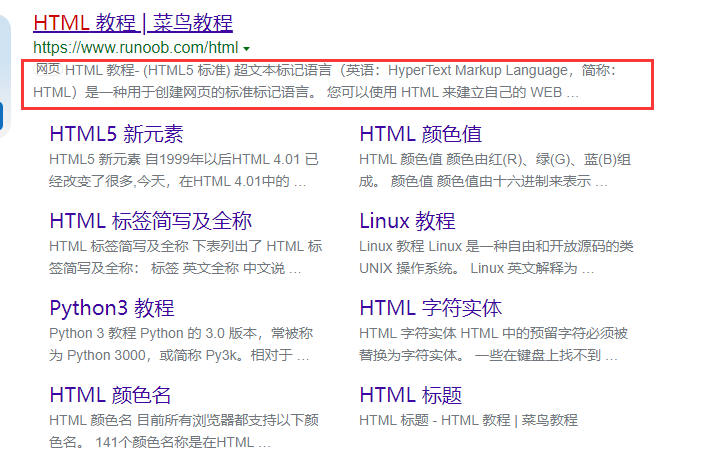 HTML 教程 | 菜鸟教程
https://www.runoob.com/html
网页 HTML 教程- (HTML5 标准) 超文本标记语言（英语：HyperText Markup Language，简称：
HTML）是一种用于创建网页的标准标记语言。 您可以使用 HTML 来建立自己的 WEB ...
HTML5 新元素
HTML5 新元素 自1999年以后HTML 4.01 已
经改变了很多,今天，在HTML 4.01中的 ...
HTML 颜色值
HTML 颜色值 颜色由红(R)、绿(G)、蓝(B)组
成。 颜色值 颜色值由十六进制来表示 ...
HTML 标签简写及全称
HTML 标签简写及全称 下表列出了 HTML 标
签简写及全称： 标签 英文全称 中文说 ...
Linux 教程
Linux 教程 Linux 是一种自由和开放源码的类
UNIX 操作系统。 Linux 英文解释为 ...
Python3 教程
Python 3 教程 Python 的 3.0 版本，常被称
为 Python 3000，或简称 Py3k。相对于 ...
HTML 字符实体
HTML 字符实体 HTML 中的预留字符必须被
替换为字符实体。 一些在键盘上找不到 ...
HTML 颜色名
HTML 颜色名 目前所有浏览器都支持以下颜
色名。 141个颜色名称是在HTML ...
HTML 标题
HTML 标题 - HTML 教程 | 菜鸟教程